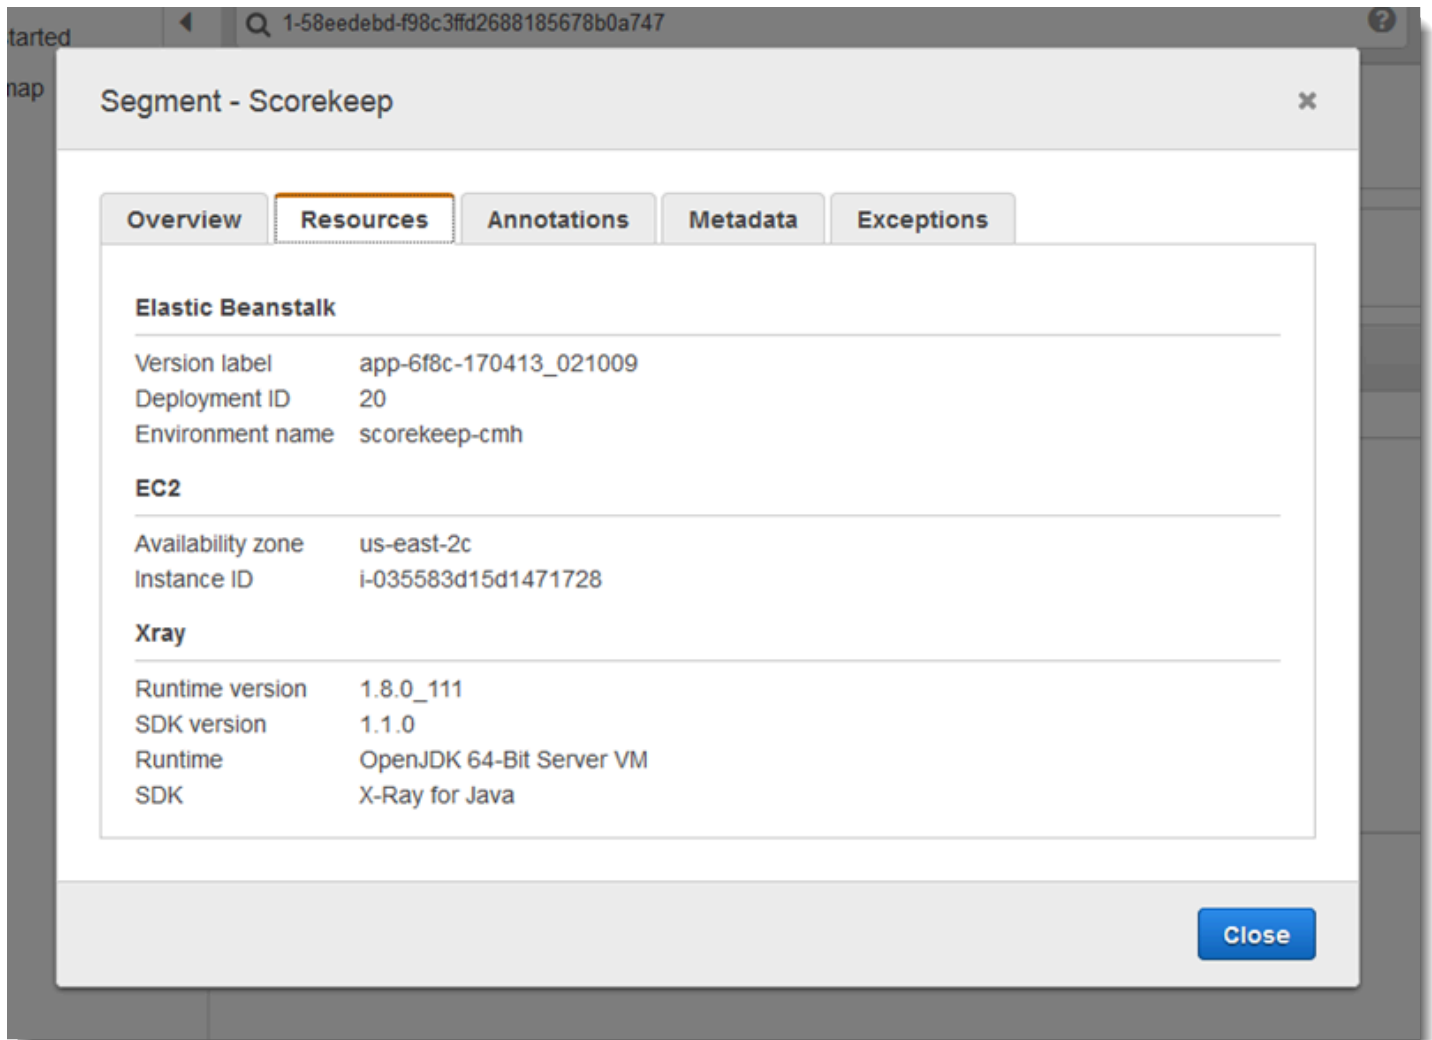 tarted
1-58eedebd-f98c3ffd2688185678b0a747
?
map
Segment - Scorekeep
Overview Resources Annotations Metadata Exceptions
Elastic Beanstalk
Version label app-6f8c-170413_021009
Deployment ID 20
Environment name scorekeep-cmh
EC2
Availability zone us-east-2c
Instance ID i-035583d15d1471728
Xray
Runtime version 1.8.0_111
SDK version 1.1.0
Runtime OpenJDK 64-Bit Server VM
SDK X-Ray for Java
Close